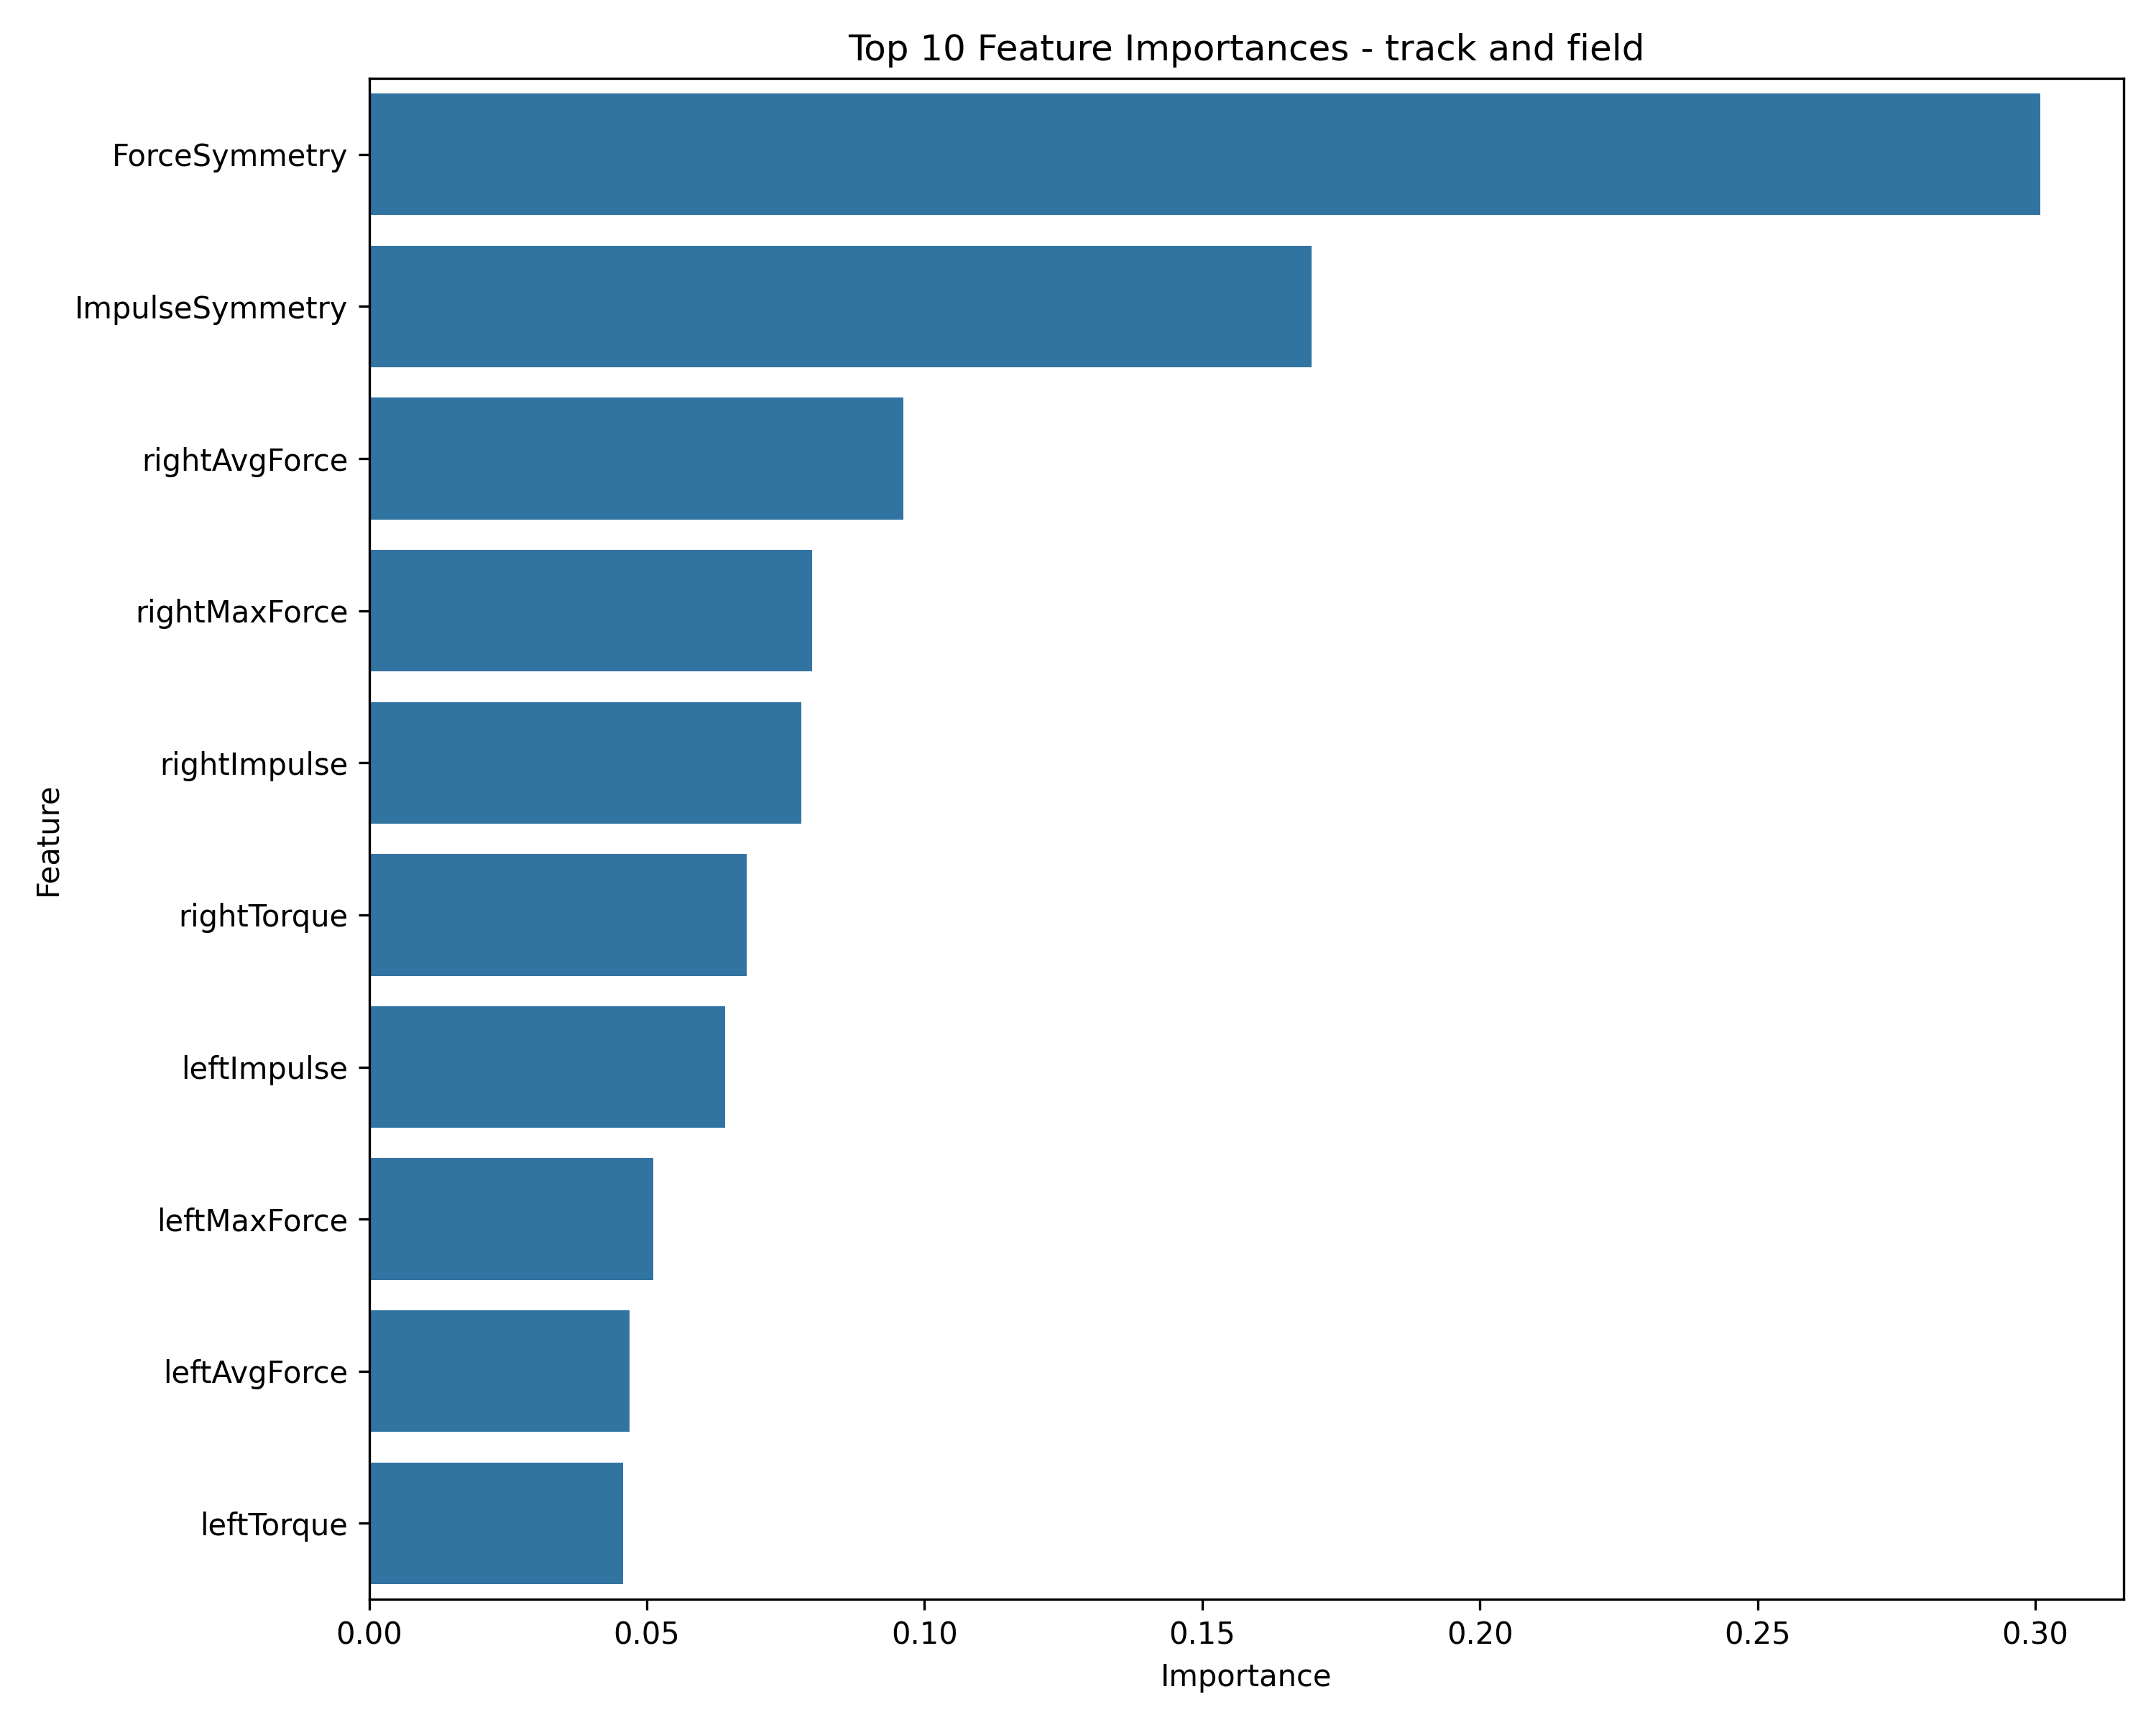 Top 10 Feature Importances - track and field
Feature
ForceSymmetry
ImpulseSymmetry
rightAvgForce
rightMaxForce
rightImpulse
rightTorque
leftImpulse
leftMaxForce
leftAvgForce
leftTorque
0.00 0.05 0.10 0.15 0.20 0.25 0.30
Importance